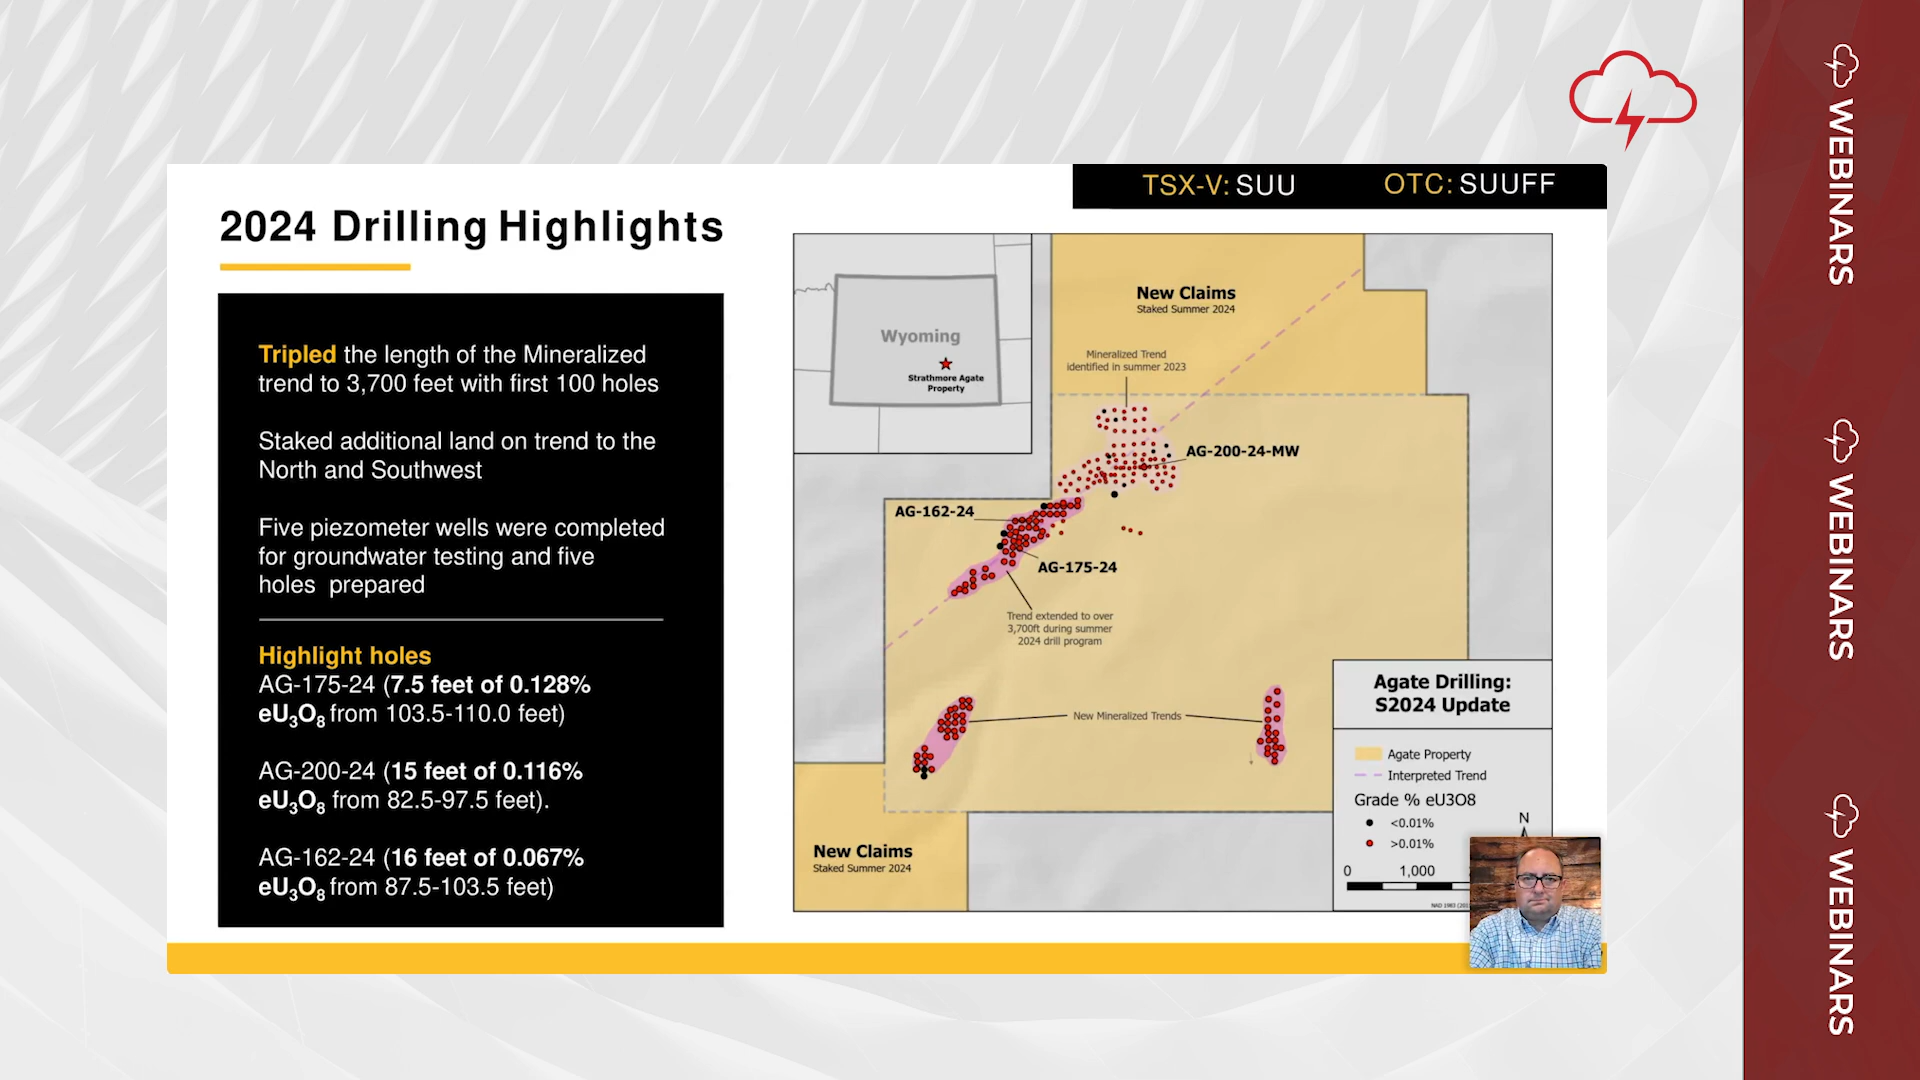 TSX-V: SUU
OTC: SUUFF
2024 Drilling Highlights
Tripled the length of the Mineralized
trend to 3,700 feet with first 100 holes
Staked additional land on trend to the
North and Southwest
Five piezometer wells were completed
for groundwater testing and five
holes prepared
Highlight holes
AG-175-24 (7.5 feet of 0.128%
eU₃O₈ from 103.5-110.0 feet)
AG-200-24 (15 feet of 0.116%
eU₃O₈ from 82.5-97.5 feet).
AG-162-24 (16 feet of 0.067%
eU₃O₈ from 87.5-103.5 feet)
Wyoming
Strathmore Agate
Property
New Claims
Staked Summer 2024
Mineralized Trend
identified in summer 2023
AG-200-24-MW
AG-162-24
AG-175-24
Trend extended to over
3,700ft during summer
2024 drill program
New Mineralized Trends
New Claims
Staked Summer 2024
Agate Drilling:
S2024 Update
Agate Property
Interpreted Trend
Grade % eU3O8
<0.01%
>0.01%
N
0 1,000
NAD 1983
WEBINARS
WEBINARS
WEBINARS